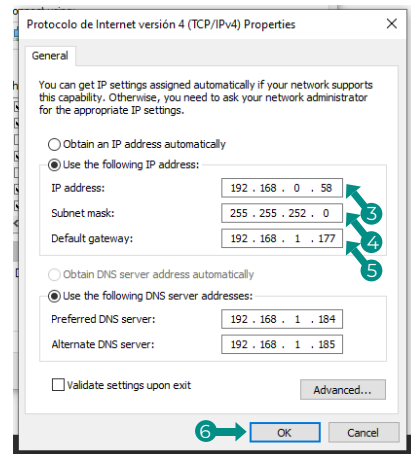 Protocolo de Internet versión 4 (TCP/IPv4) Properties
General
You can get IP settings assigned automatically if your network supports
this capability. Otherwise, you need to ask your network administrator
for the appropriate IP settings.
Obtain an IP address automatically
Use the following IP address:
IP address: 192 . 168 . 0 . 58
3
Subnet mask: 255 . 255 . 252 . 0
4
Default gateway: 192 . 168 . 1 . 177
5
Obtain DNS server address automatically
Use the following DNS server addresses:
Preferred DNS server: 192 . 168 . 1 . 184
Alternate DNS server: 192 . 168 . 1 . 185
Validate settings upon exit
Advanced...
6 OK Cancel